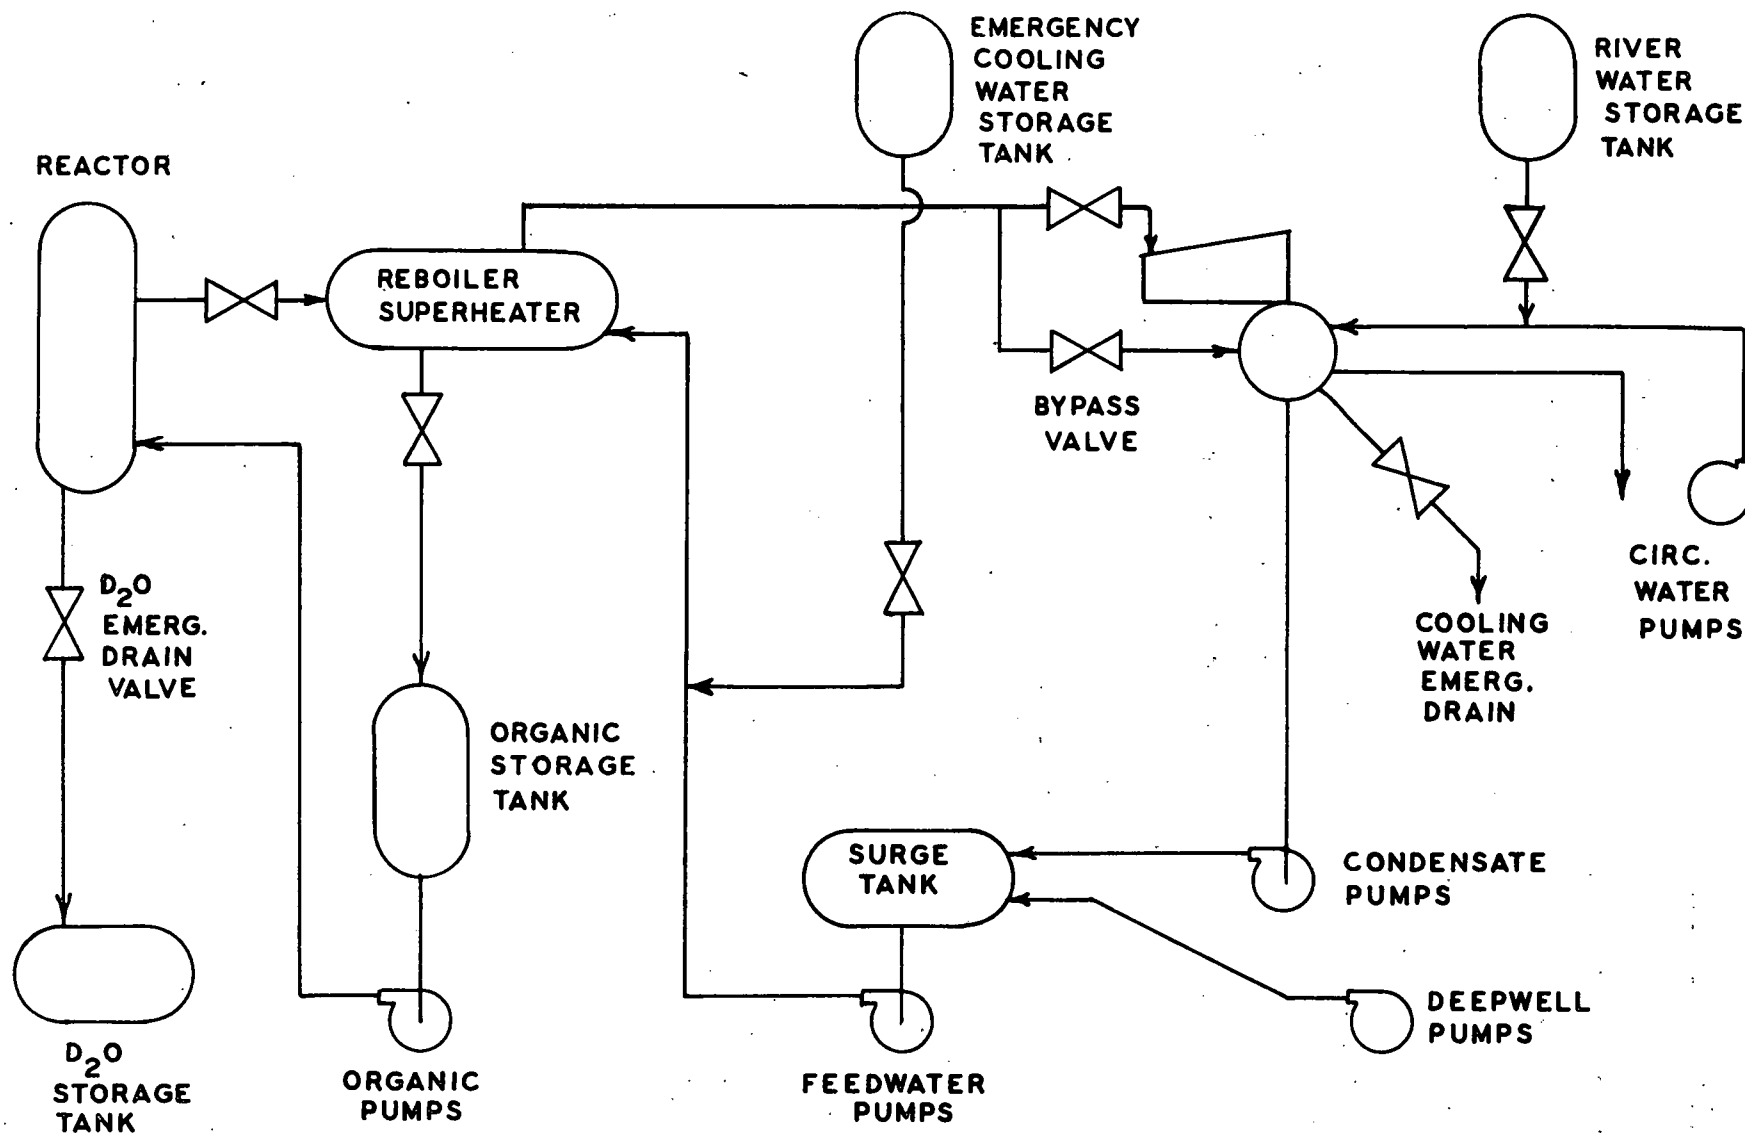 EMERGENCY
COOLING
WATER
STORAGE
TANK
RIVER
WATER
STORAGE
TANK
REACTOR
REBOILER
SUPERHEATER
BYPASS
VALVE
D2O
EMERG.
DRAIN
VALVE
CIRC.
WATER
PUMPS
COOLING
WATER
EMERG.
DRAIN
ORGANIC
STORAGE
TANK
SURGE
TANK
CONDENSATE
PUMPS
DEEPWELL
PUMPS
D2O
STORAGE
TANK
ORGANIC
PUMPS
FEEDWATER
PUMPS